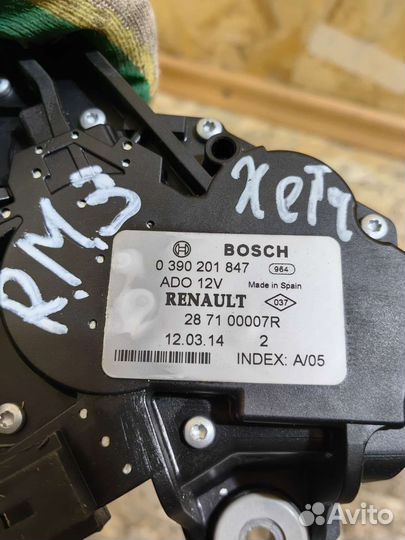 РМ3
ХЕТЧ
BOSCH
0 390 201 847 964
ADO 12V Made in Spain
RENAULT 037
28 71 00007R
12.03.14 2
INDEX: A/05
Avito